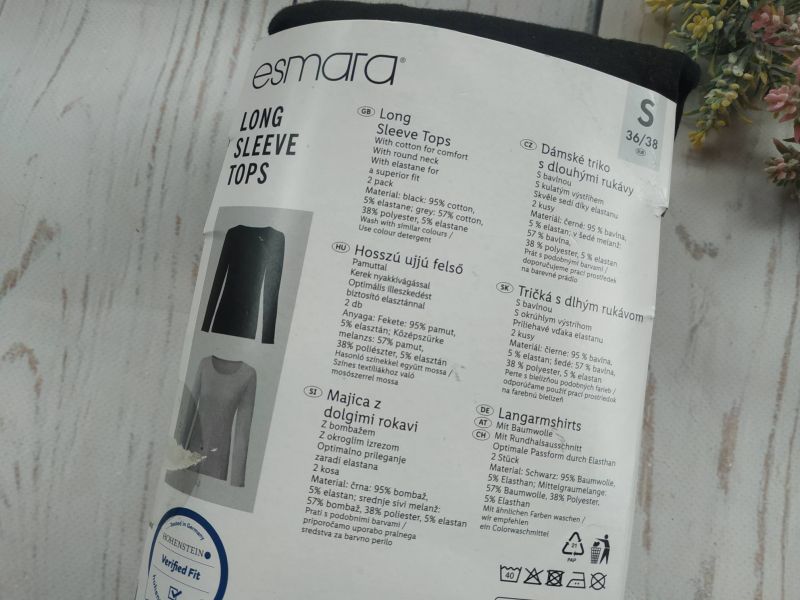 esmara®
LONG
SLEEVE
TOPS
S
36/38
GB Long
Sleeve Tops
With cotton for comfort
With round neck
With elastane for
a superior fit
2 pack
Material: black: 95% cotton,
5% elastane; grey: 57% cotton,
38% polyester, 5% elastane
Wash with similar colours /
Use colour detergent
HU Hosszú ujjú felső
Pamuttal
Kerek nyakkivágással
Optimális illeszkedést
biztosító elasztánnal
2 db
Anyaga: Fekete: 95% pamut,
5% elasztán; Középszürke
melanzs: 57% pamut,
38% poliészter, 5% elasztán
Hasonló színekkel együtt mossa /
Színes textíliákhoz való
mosószerrel mossa
SI Majica z
dolgimi rokavi
Z bombažem
Z okroglim izrezom
Optimalno prileganje
zaradi elastana
2 kosa
Material: črna: 95% bombaž,
5% elastan; srednje sivi melanž:
57% bombaž, 38% poliester, 5% elastan
Prati s podobnimi barvami /
priporočamo uporabo pralnega
sredstva za barvno perilo
CZ Dámské triko
s dlouhými rukávy
S bavlnou
S kulatým výstřihem
Skvěle sedí díky elastanu
2 kusy
Materiál: černé: 95 % bavlna,
5 % elastan; v šedé melanž:
57 % bavlna,
38 % polyester, 5 % elastan
Prát s podobnými barvami /
doporučujeme prací prostředek
na barevné prádlo
SK Tričká s dlhým rukávom
S bavlnou
S okrúhlym výstrihom
Priliehavé vďaka elastanu
2 kusy
Materiál: čierne: 95 % bavlna,
5 % elastan; šedé: 57 % bavlna,
38 % polyester, 5 % elastan
Perte s bielizňou podobných farieb /
odporúčame použiť prací prostriedok
na farebnú bielizeň
DE AT CH Langarmshirts
Mit Baumwolle
Mit Rundhalsausschnitt
Optimale Passform durch Elasthan
2 Stück
Material: Schwarz: 95% Baumwolle,
5% Elasthan; Mittelgraumelange:
57% Baumwolle, 38% Polyester,
5% Elasthan
Mit ähnlichen Farben waschen /
wir empfehlen
ein Colorwaschmittel
21
PAP
40
Tested in Germany
HOHENSTEIN
Verified Fit